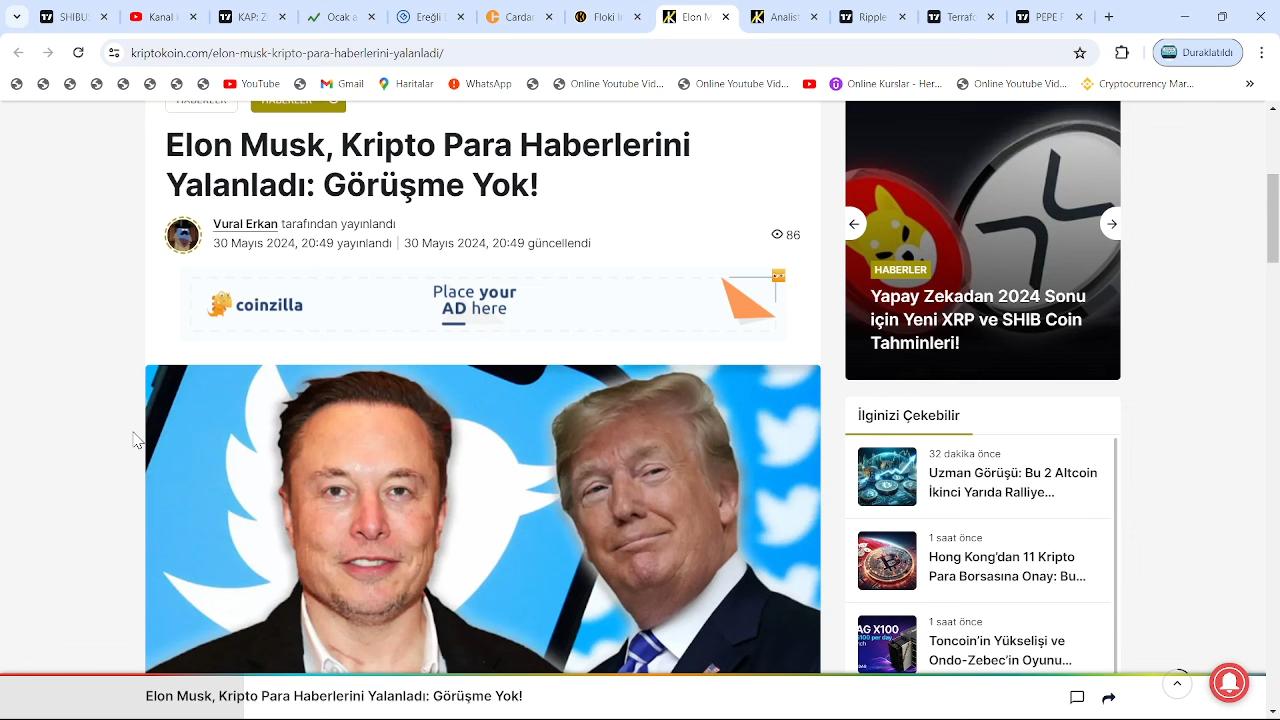 SHIBU
Kanal
KAP:
SHIBUS
Ereğli
Cardar
Floki I
Elon M
Analis
Ripple
Terrafo
PEPE
kriptokoin.com/elon-musk-kripto-para-haberlerini-yalanladi/
Duraklatıldı
YouTube
Gmail
Haritalar
WhatsApp
Online Youtube Vid...
Online Youtube Vid...
Online Kurslar - Her...
Online Youtube Vid...
Cryptocurrency Mar...
HABERLER
HABERLER
Elon Musk, Kripto Para Haberlerini
Yalanladı: Görüşme Yok!
Vural Erkan tarafından yayınlandı
30 Mayıs 2024, 20:49 yayınlandı | 30 Mayıs 2024, 20:49 güncellendi
86
coinzilla
Place your
AD here
HABERLER
Yapay Zekadan 2024 Sonu
için Yeni XRP ve SHIB Coin
Tahminleri!
İlginizi Çekebilir
32 dakika önce
Uzman Görüşü: Bu 2 Altcoin
İkinci Yarıda Ralliye...
1 saat önce
Hong Kong'dan 11 Kripto
Para Borsasına Onay: Bu...
1 saat önce
Toncoin'in Yükselişi ve
Ondo-Zebec'in Oyunu...
AG X100
Elon Musk, Kripto Para Haberlerini Yalanladı: Görüşme Yok!